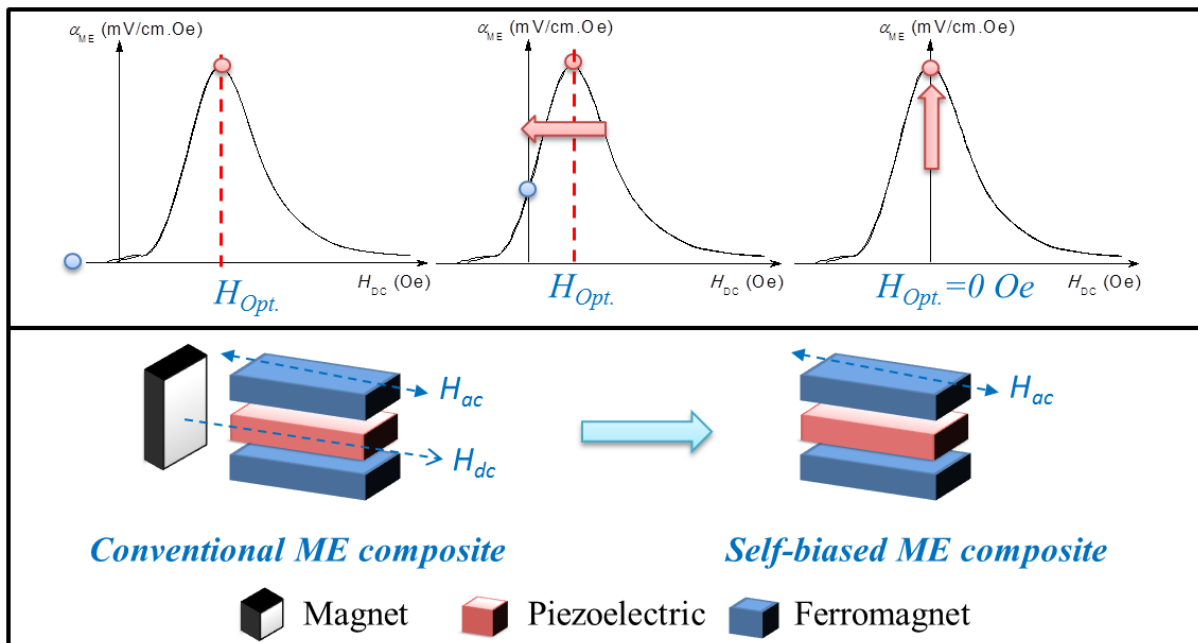 α_ME (mV/cm.Oe)
α_ME (mV/cm.Oe)
α_ME (mV/cm.Oe)
H_DC (Oe)
H_DC (Oe)
H_DC (Oe)
H_Opt.
H_Opt.
H_Opt.=0 Oe
H_ac
H_dc
H_ac
Conventional ME composite
Self-biased ME composite
Magnet
Piezoelectric
Ferromagnet